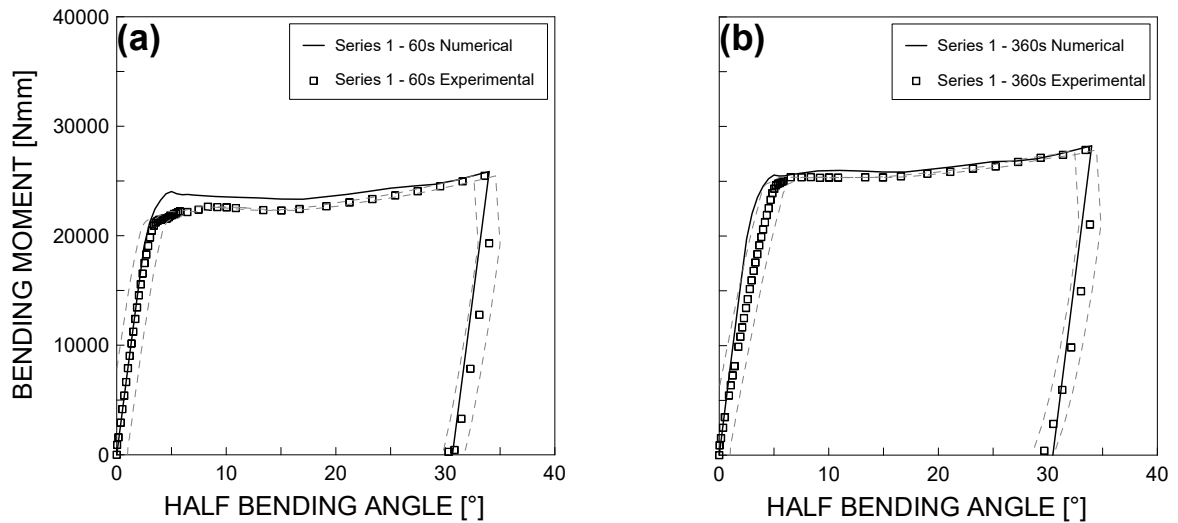 (a)
Series 1 - 60s Numerical
Series 1 - 60s Experimental
BENDING MOMENT [Nmm]
40000
30000
20000
10000
0
0 10 20 30 40
HALF BENDING ANGLE [°]
(b)
Series 1 - 360s Numerical
Series 1 - 360s Experimental
0 10 20 30 40
HALF BENDING ANGLE [°]